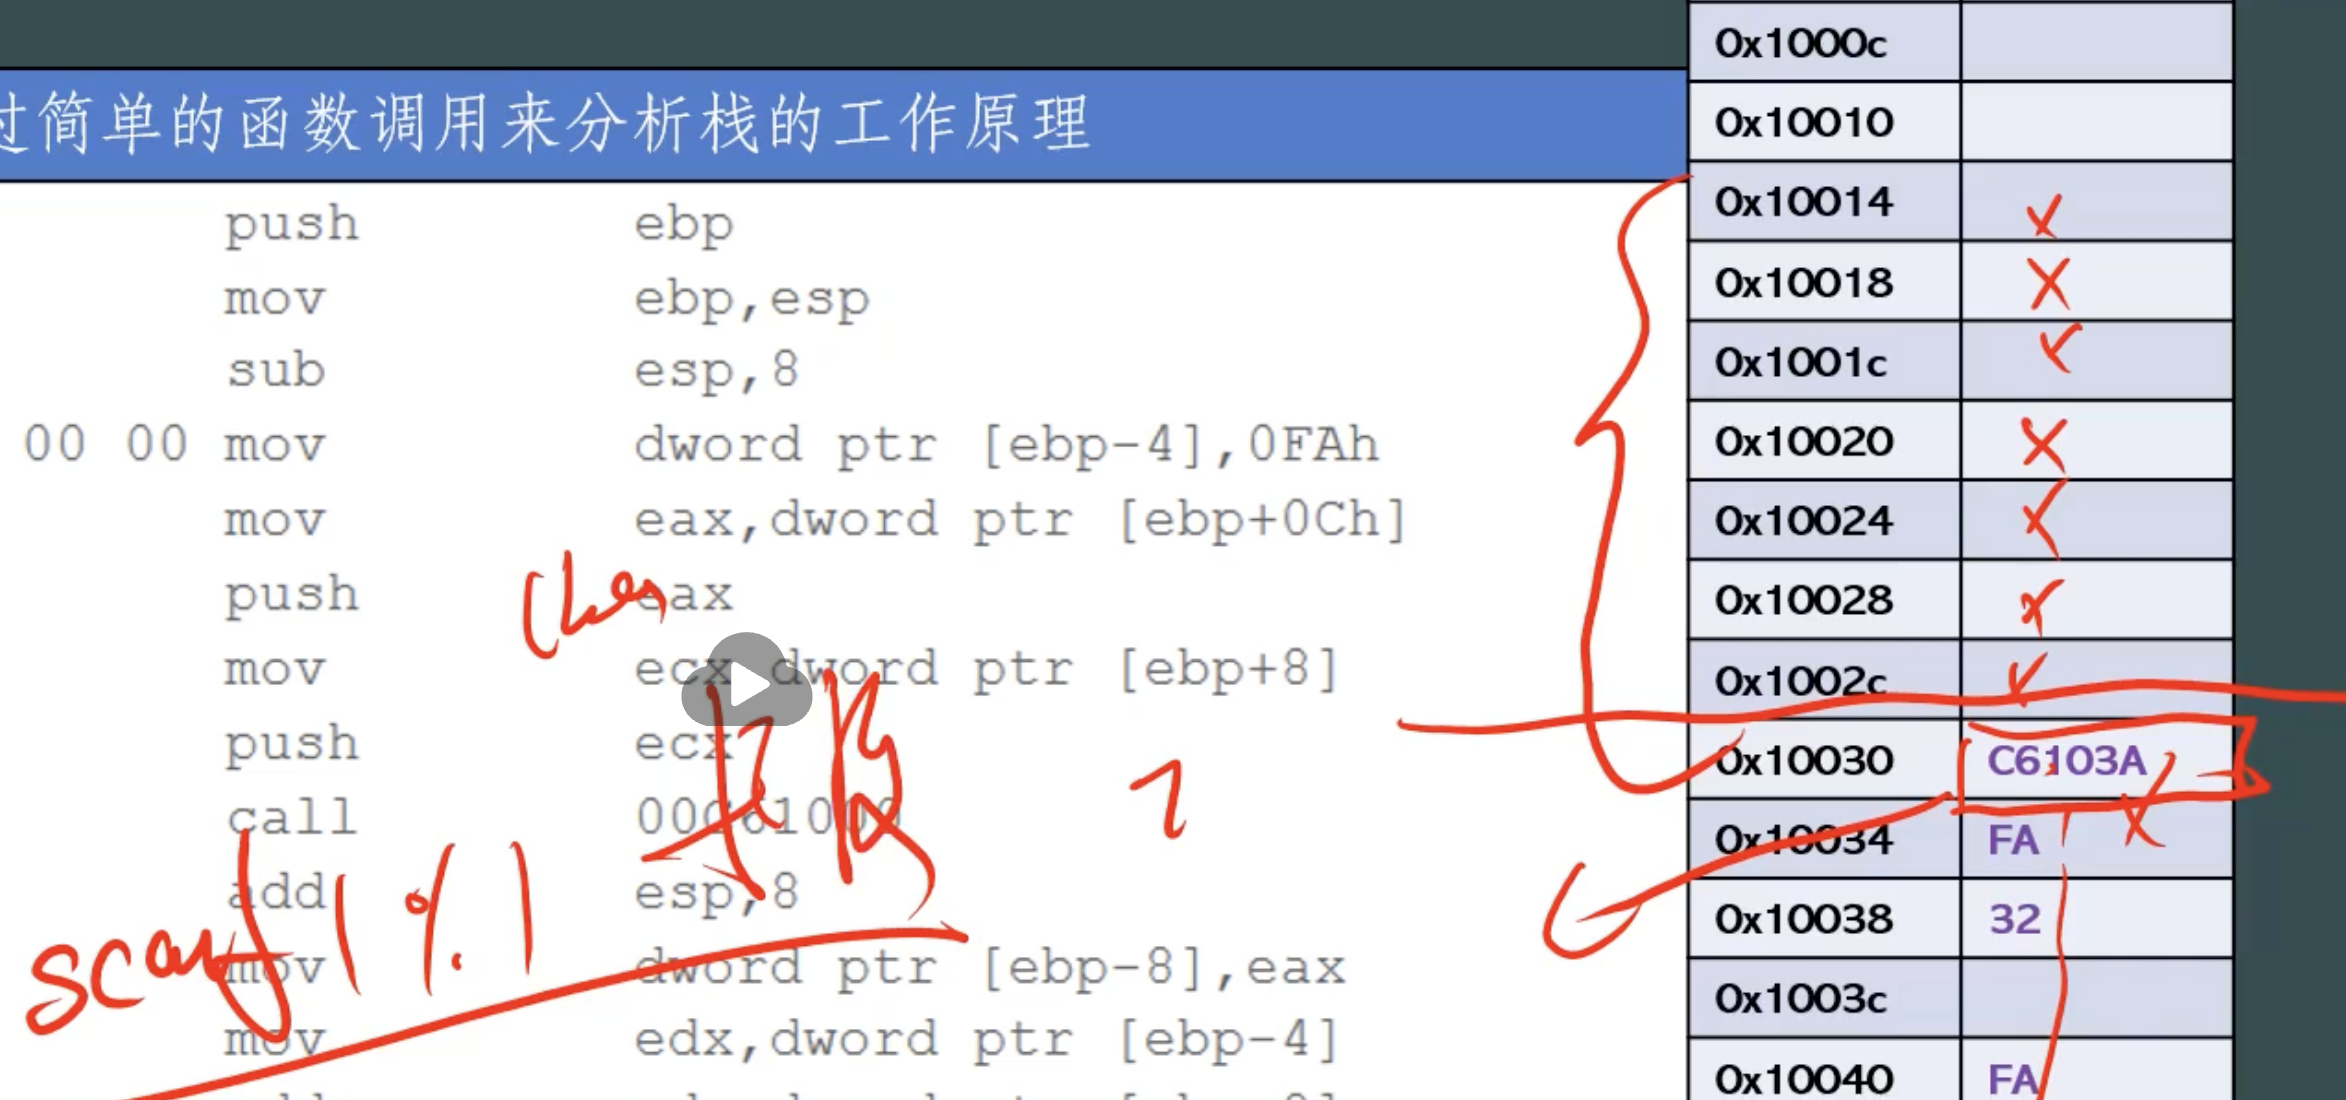 过简单的函数调用来分析栈的工作原理
push ebp
mov ebp,esp
sub esp,8
00 00 mov dword ptr [ebp-4],0FAh
mov eax,dword ptr [ebp+0Ch]
push eax
mov ecx,dword ptr [ebp+8]
push ecx
call 00C61000
add esp,8
mov dword ptr [ebp-8],eax
mov edx,dword ptr [ebp-4]
scanf
0x1000c
0x10010
0x10014
0x10018
0x1001c
0x10020
0x10024
0x10028
0x1002c
0x10030 C6103A
0x10034 FA
0x10038 32
0x1003c
0x10040 FA